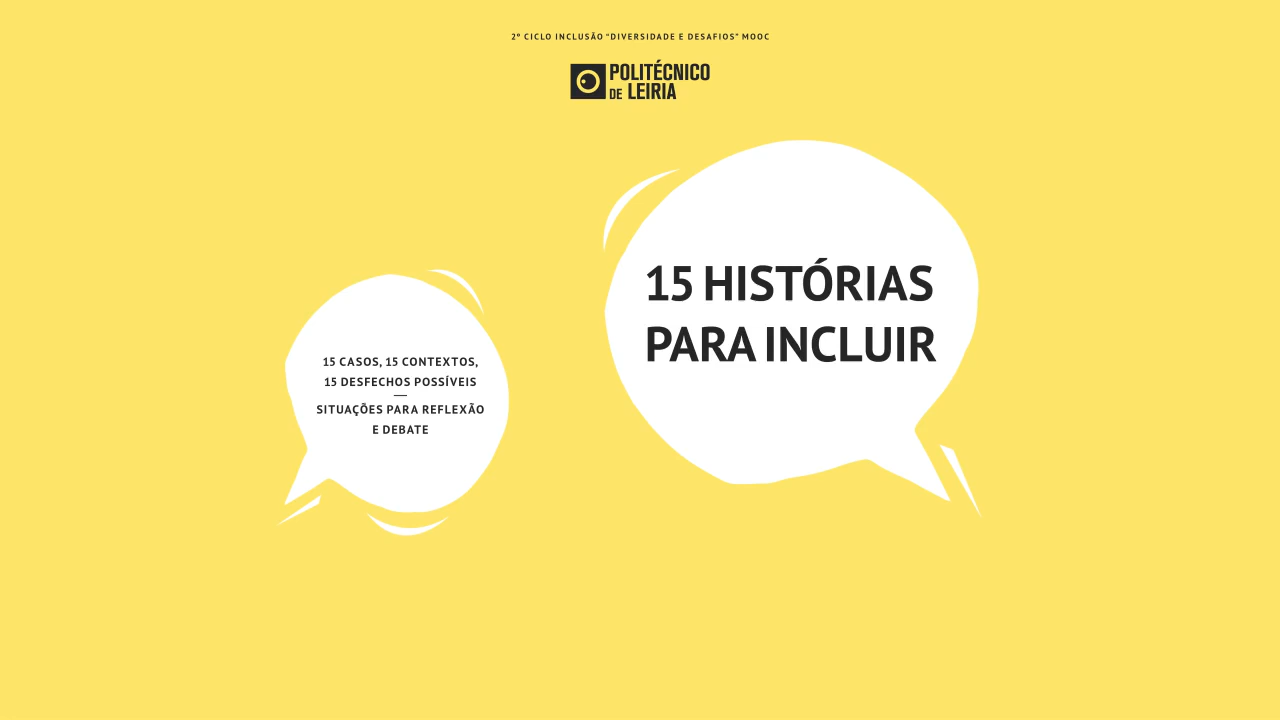 2º CICLO INCLUSÃO “DIVERSIDADE E DESAFIOS” MOOC
POLITÉCNICO
DE LEIRIA
15 HISTÓRIAS
PARA INCLUIR
15 CASOS, 15 CONTEXTOS,
15 DESFECHOS POSSÍVEIS
—
SITUAÇÕES PARA REFLEXÃO
E DEBATE